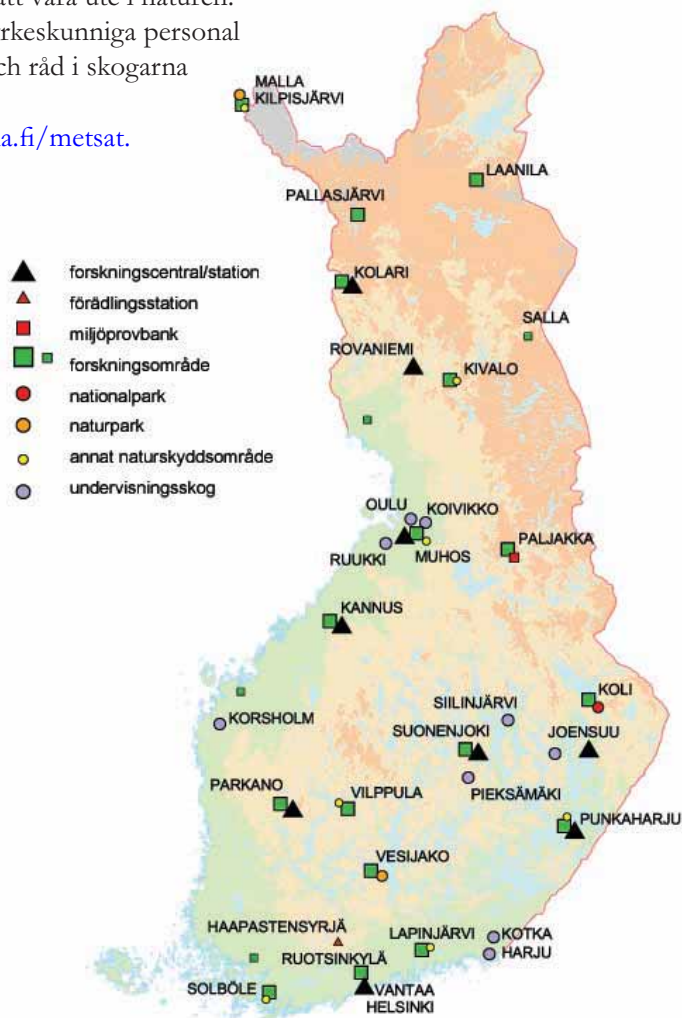 att vara ute i naturen.
rkeskunniga personal
ch råd i skogarna
a.fi/metsat.
MALLA
KILPISJÄRVI
LAANILA
PALLASJÄRVI
forskningscentral/station
förädlingsstation
miljöprovbank
forskningsområde
nationalpark
naturpark
annat naturskyddsområde
undervisningsskog
KOLARI
SALLA
ROVANIEMI
KIVALO
OULU
KOIVIKKO
RUUKKI
MUHOS
PALJAKKA
KANNUS
KORSHOLM
SIILINJÄRVI
KOLI
SUONENJOKI
JOENSUU
PARKANO
VILPPULA
PIEKSÄMÄKI
PUNKAHARJU
VESIJAKO
HAAPASTENSYRJÄ
LAPINJÄRVI
KOTKA
HARJU
RUOTSINKYLÄ
SOLBÖLE
VANTAA
HELSINKI